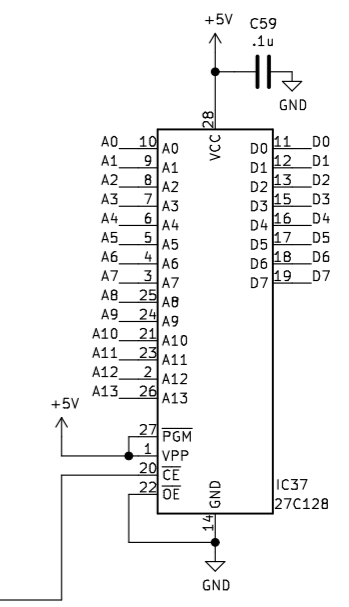 +5V
C59
.1u
GND
28
VCC
A0 10 A0 D0 11 D0
A1 9 A1 D1 12 D1
A2 8 A2 D2 13 D2
A3 7 A3 D3 15 D3
A4 6 A4 D4 16 D4
A5 5 A5 D5 17 D5
A6 4 A6 D6 18 D6
A7 3 A7 D7 19 D7
A8 25 A8
A9 24 A9
A10 21 A10
A11 23 A11
A12 2 A12
A13 26 A13
+5V
27 PGM
1 VPP
20 CE
22 OE
GND
14
IC37
27C128
GND